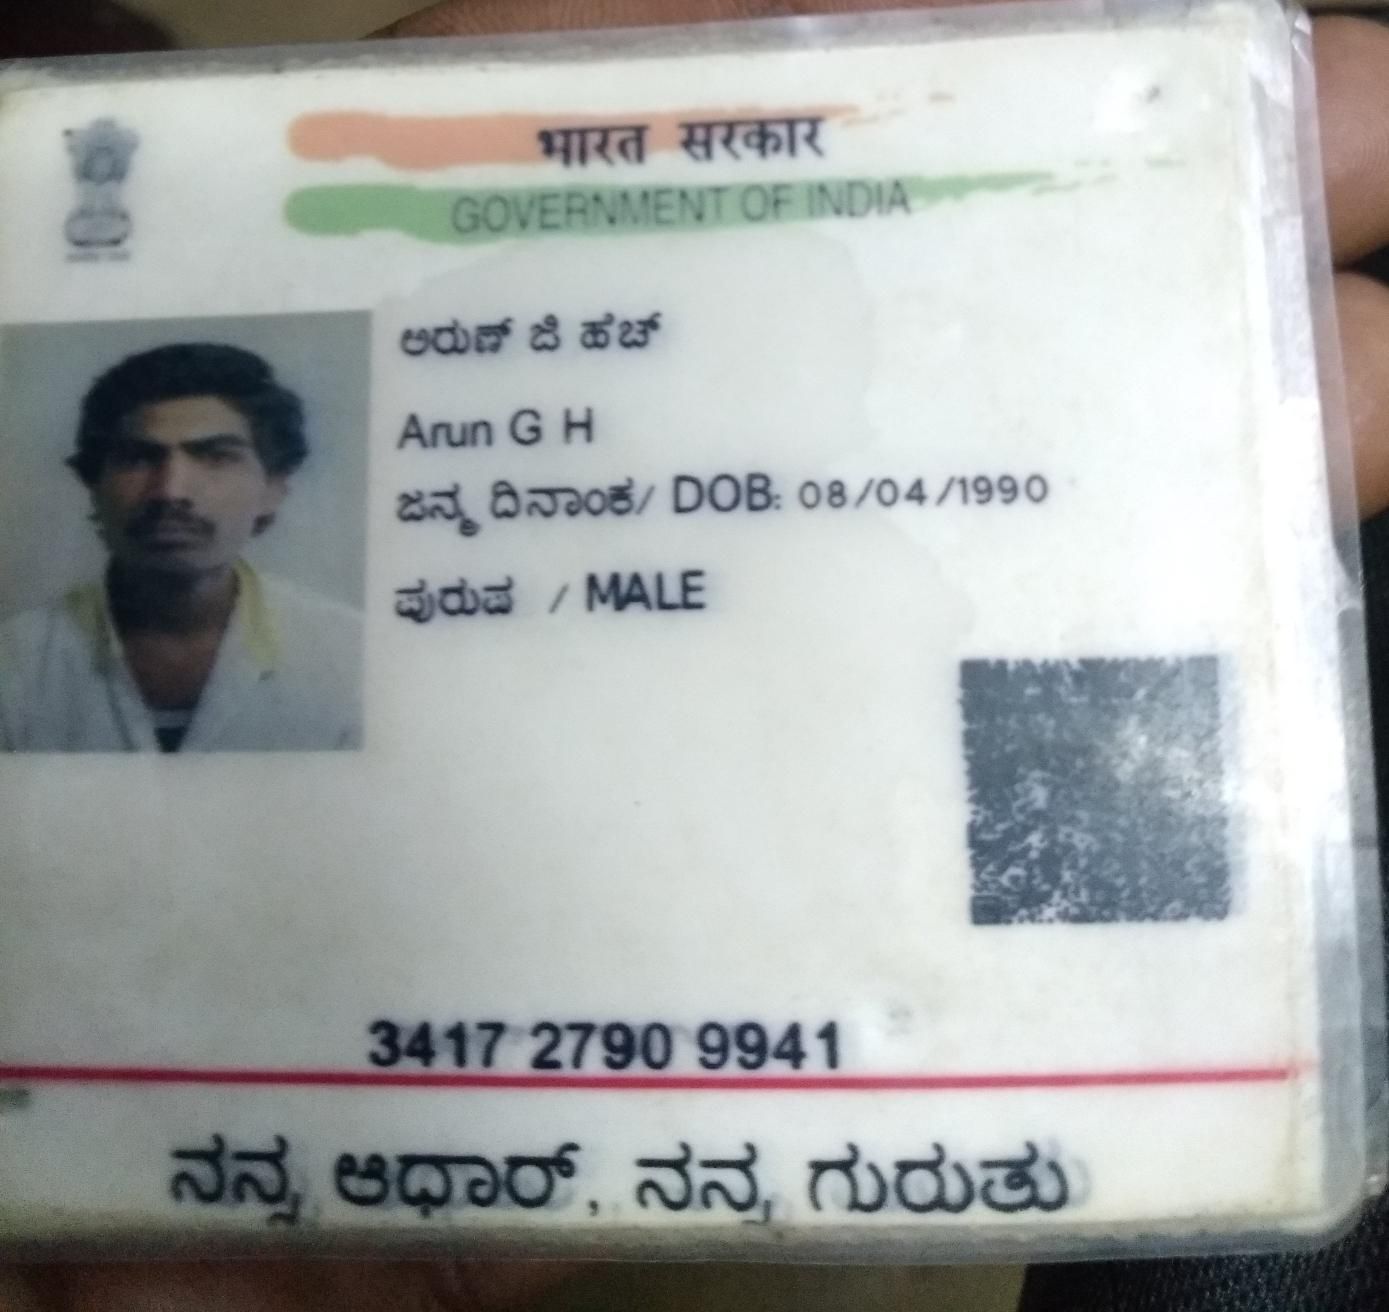 भारत सरकार
GOVERNMENT OF INDIA
ಅರುಣ್ ಜಿ ಹೆಚ್
Arun G H
ಜನ್ಮ ದಿನಾಂಕ/ DOB: 08/04/1990
ಪುರುಷ / MALE
3417 2790 9941
ನನ್ನ ಆಧಾರ್, ನನ್ನ ಗುರುತು